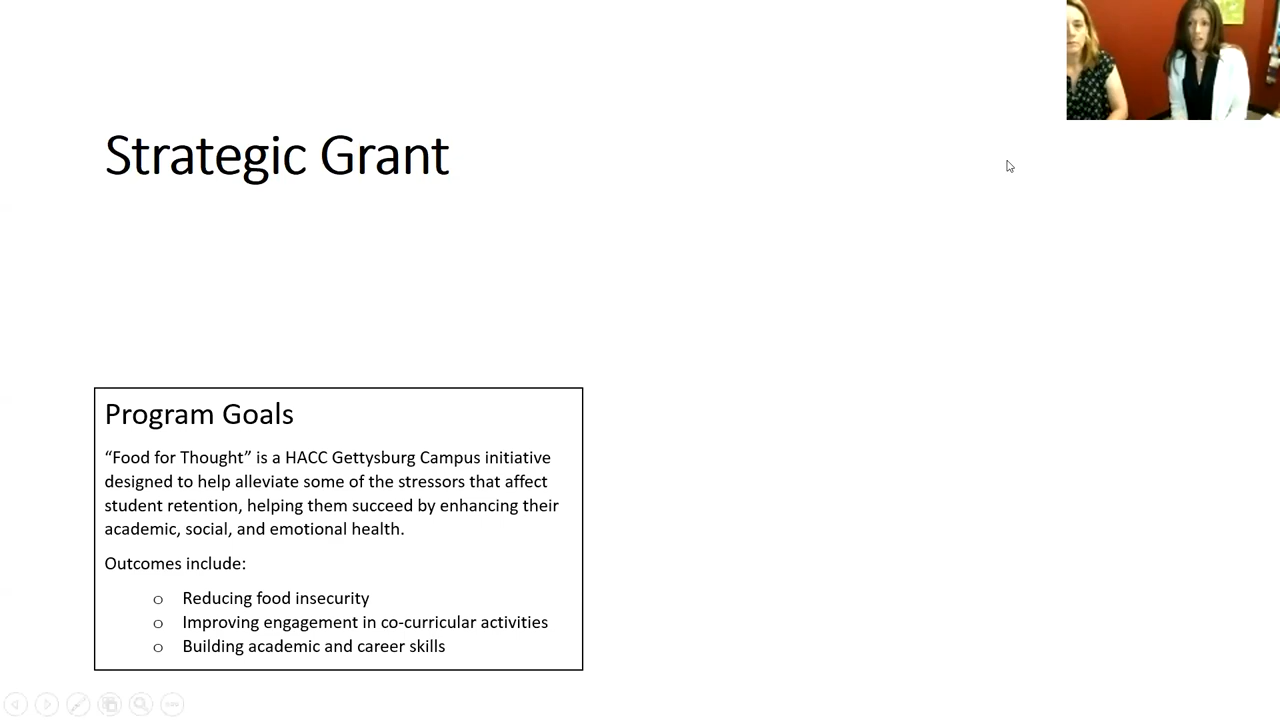 Strategic Grant
Program Goals
“Food for Thought” is a HACC Gettysburg Campus initiative
designed to help alleviate some of the stressors that affect
student retention, helping them succeed by enhancing their
academic, social, and emotional health.
Outcomes include:
o Reducing food insecurity
o Improving engagement in co-curricular activities
o Building academic and career skills